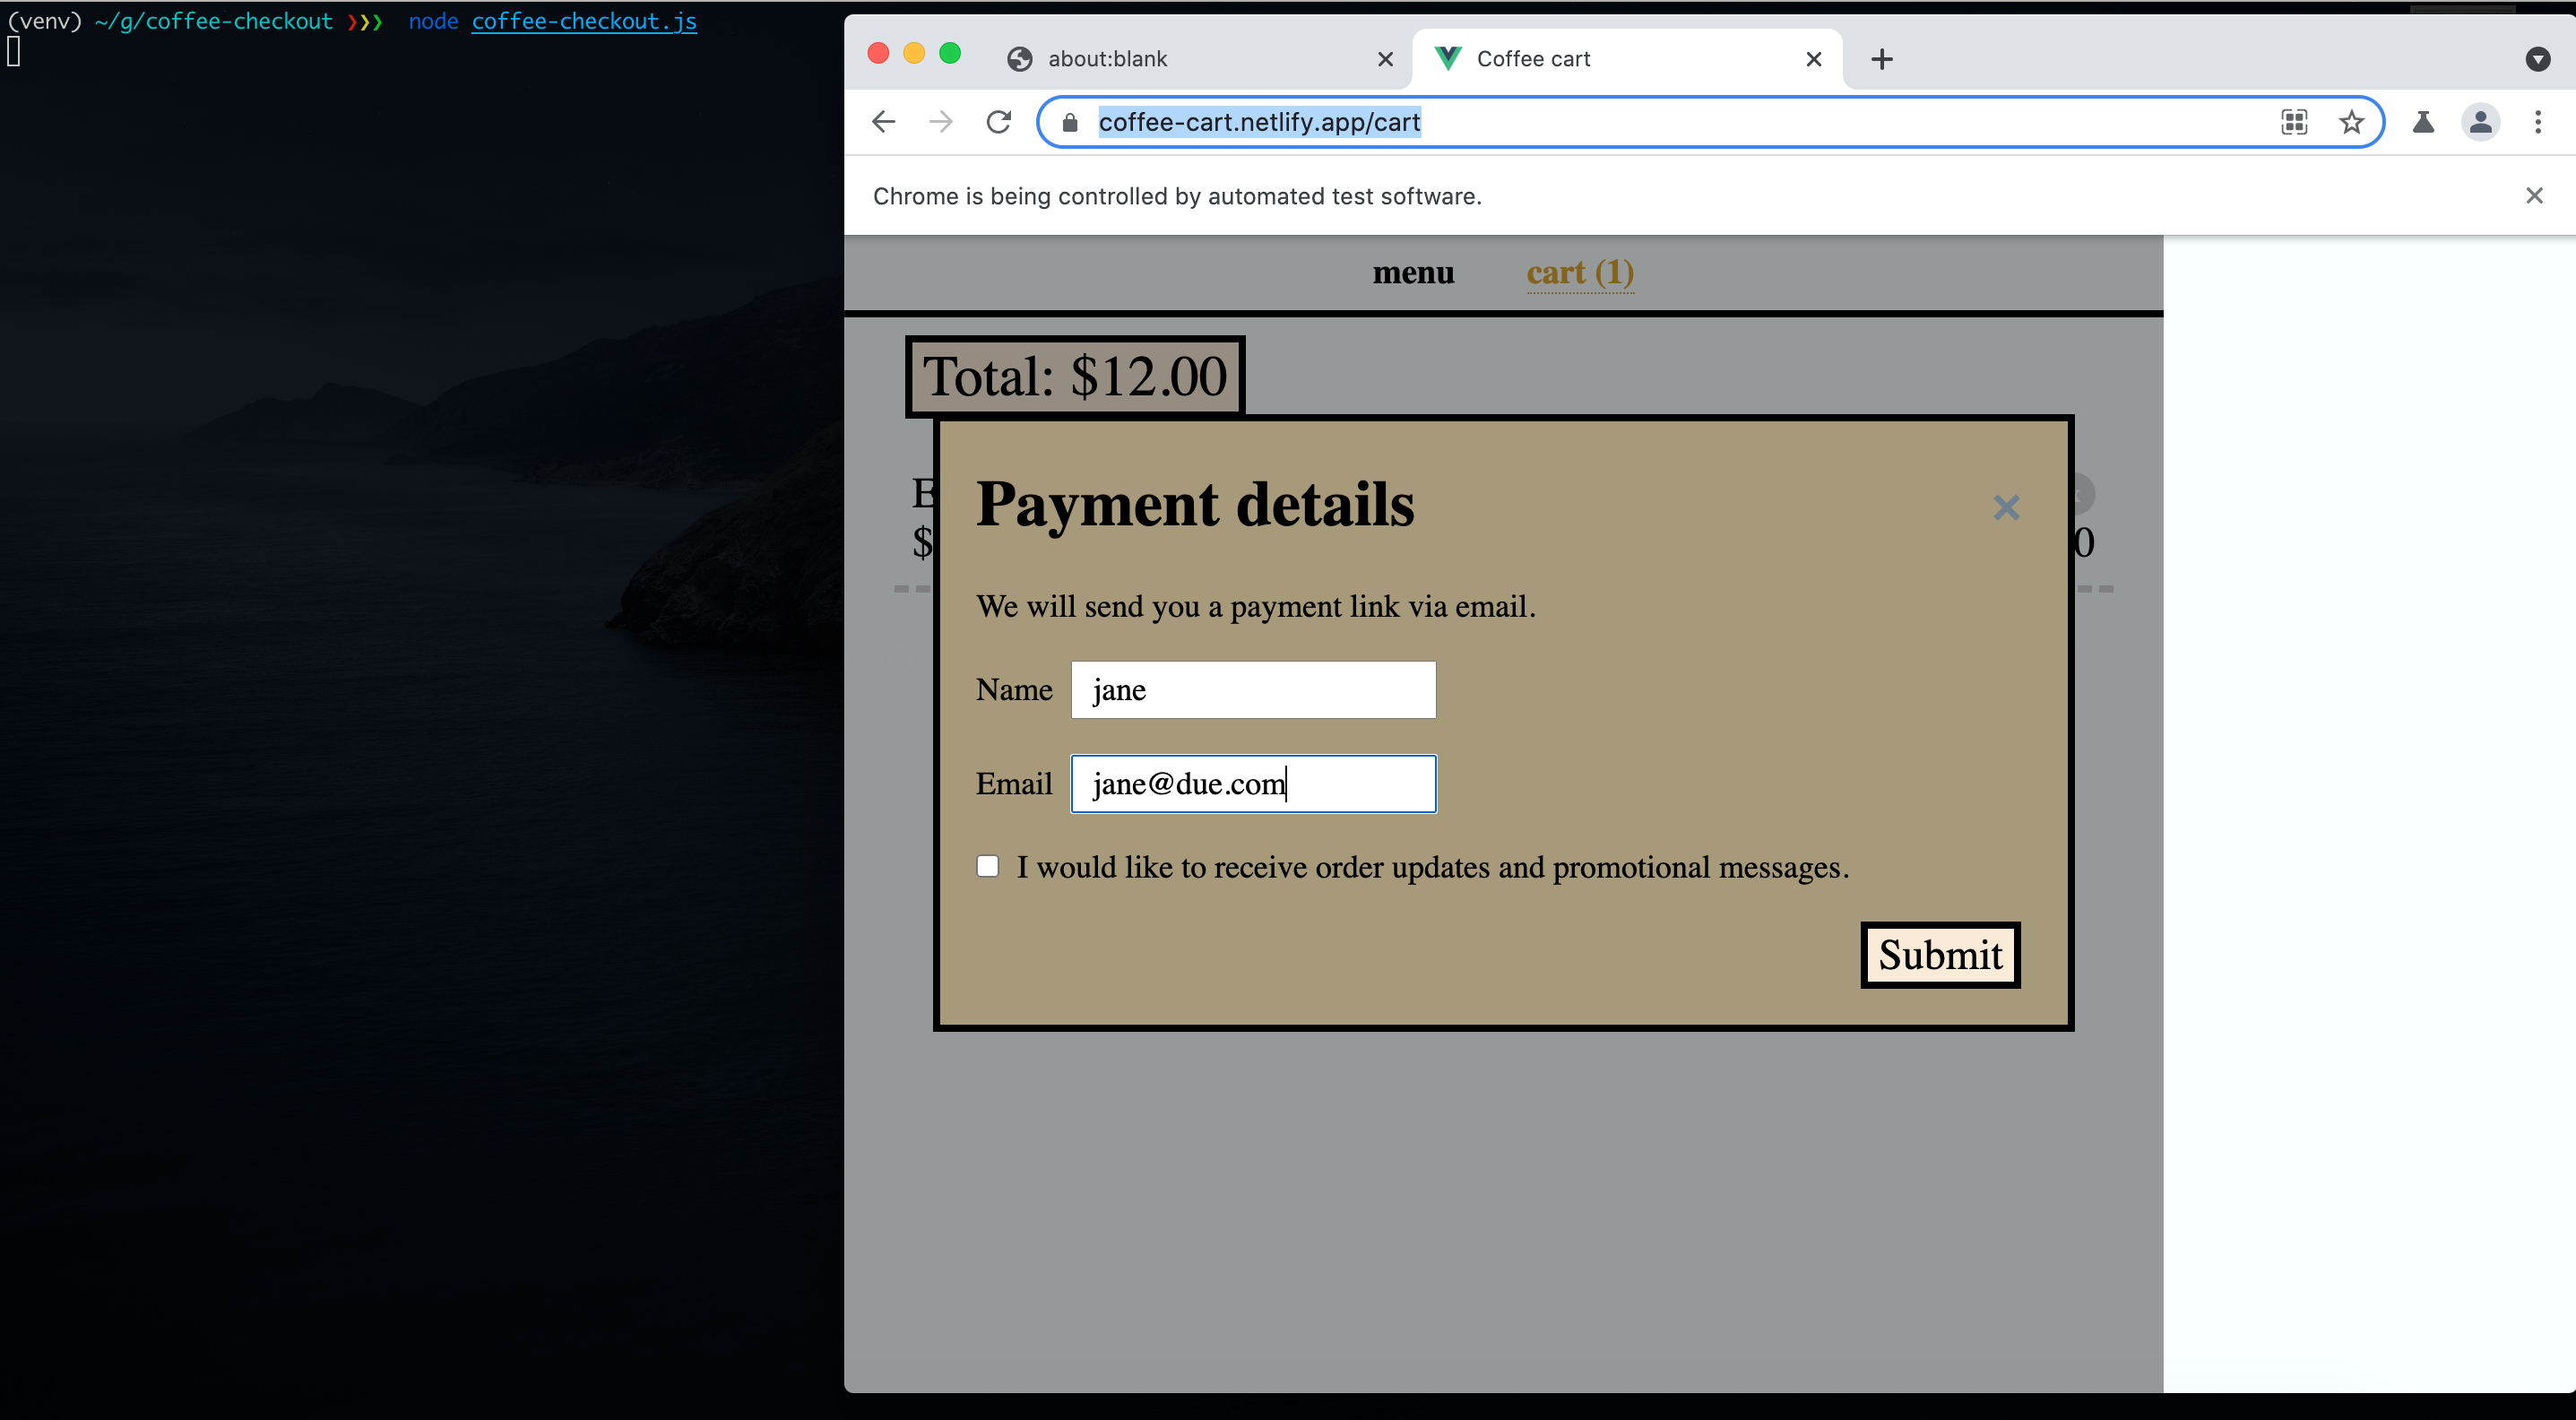 (venv) ~/g/coffee-checkout ❯❯❯ node coffee-checkout.js
about:blank
Coffee cart
coffee-cart.netlify.app/cart
Chrome is being controlled by automated test software.
menu cart (1)
Total: $12.00
Payment details
We will send you a payment link via email.
Name jane
Email jane@due.com
I would like to receive order updates and promotional messages.
Submit